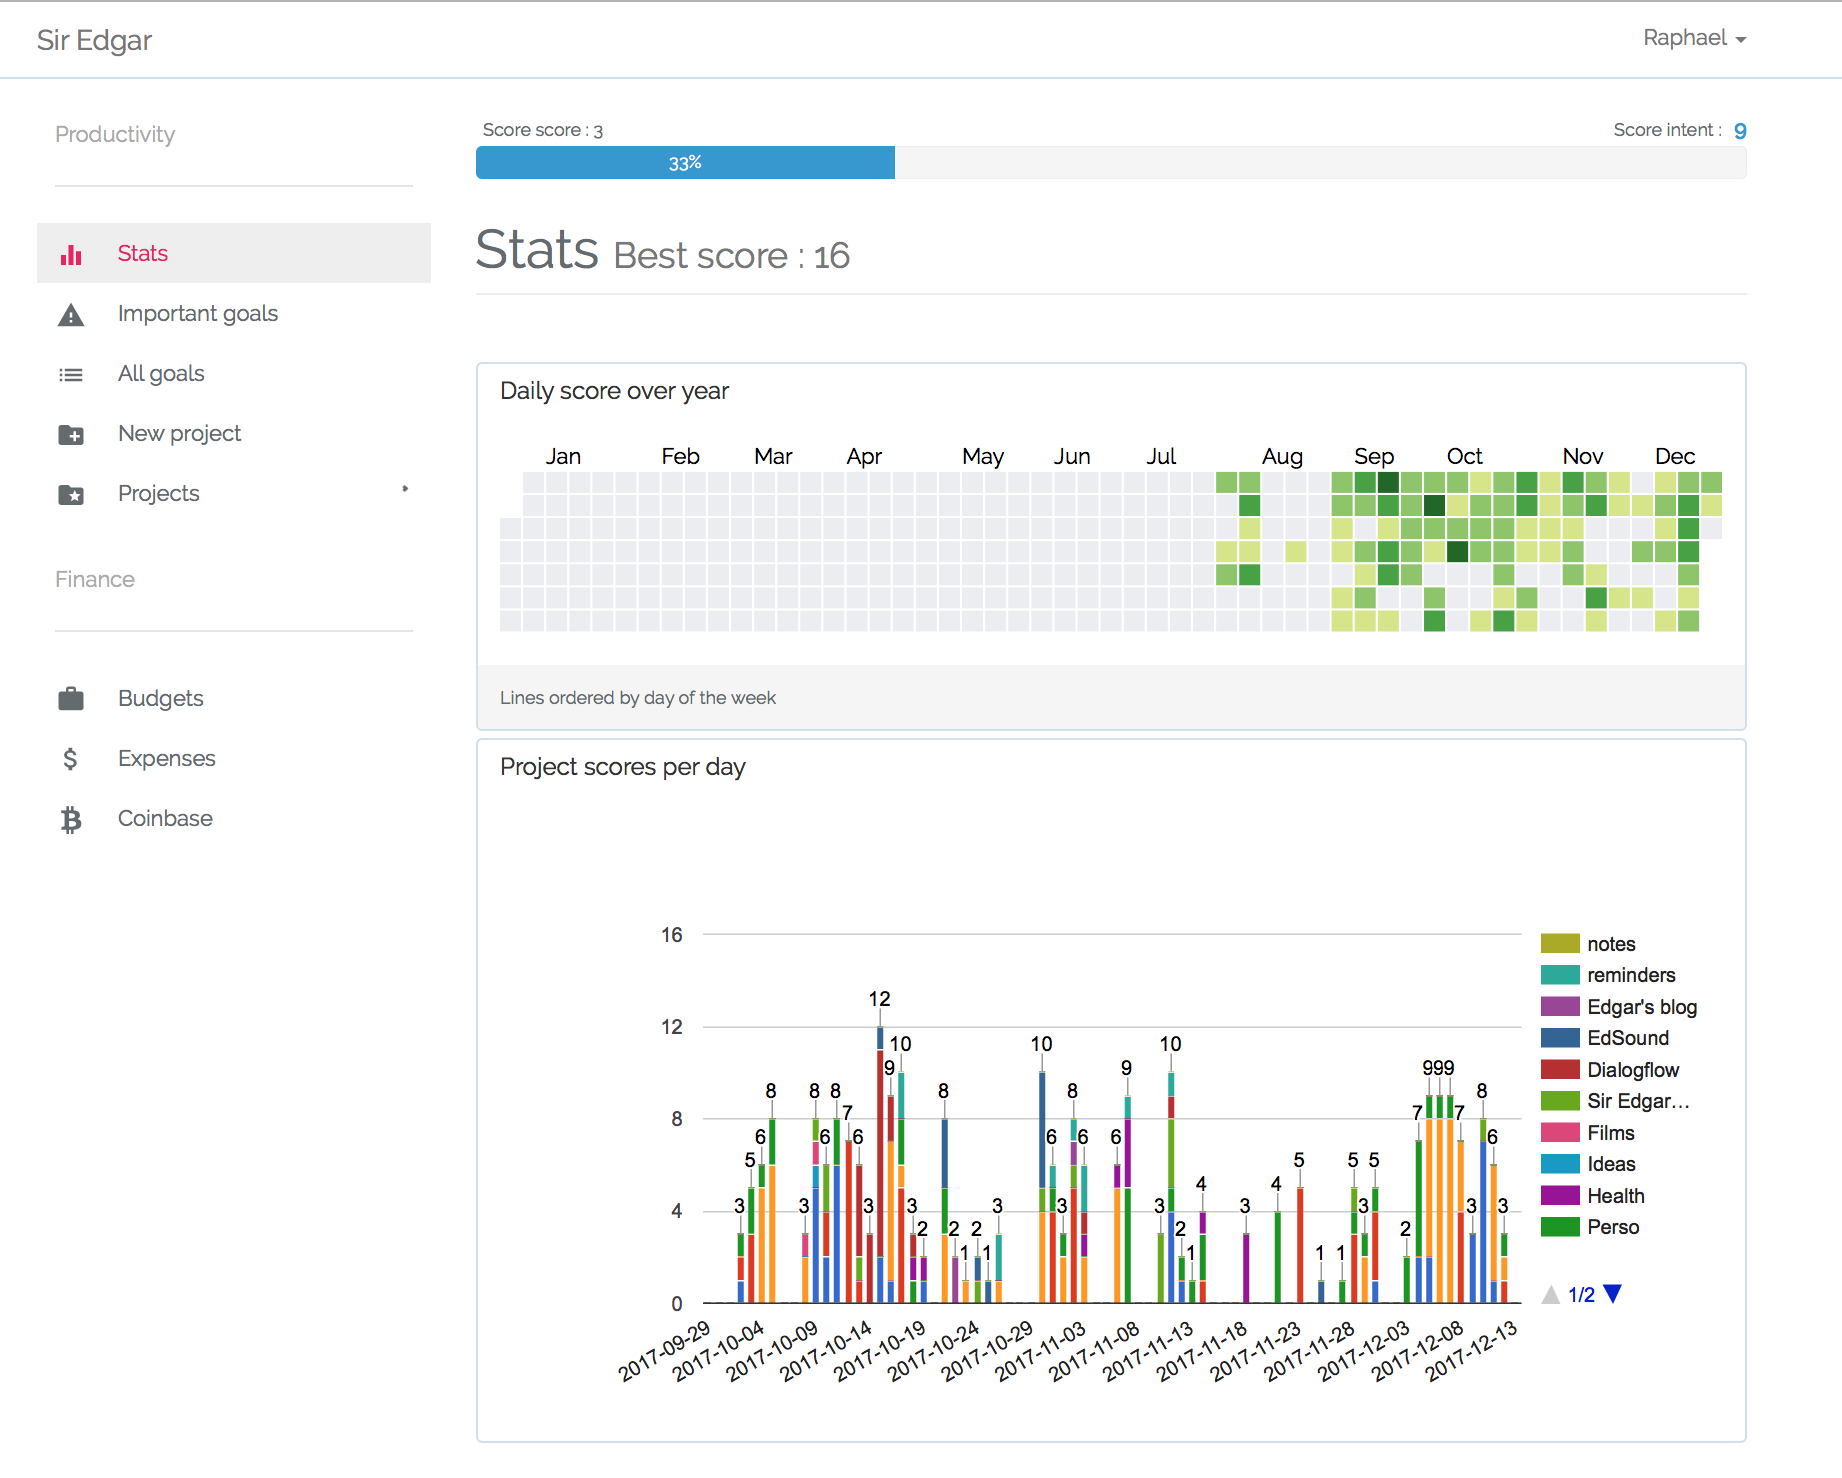 Sir Edgar
Raphael
Productivity
Stats
Important goals
All goals
New project
Projects
Finance
Budgets
Expenses
Coinbase
Score score : 3
Score intent : 9
33%
Stats Best score : 16
Daily score over year
Jan Feb Mar Apr May Jun Jul Aug Sep Oct Nov Dec
Lines ordered by day of the week
Project scores per day
16
12
8
4
0
3 5 6 8 3 8 6 8 7 6 3 12 9 10 3 2 8 2 1 2 1 3 10 6 3 8 6 6 9 3 10 2 1 4 3 4 5 1 1 5 3 5 2 7 9 9 9 7 3 8 6 3
2017-09-29 2017-10-04 2017-10-09 2017-10-14 2017-10-19 2017-10-24 2017-10-29 2017-11-03 2017-11-08 2017-11-13 2017-11-18 2017-11-23 2017-11-28 2017-12-03 2017-12-08 2017-12-13
notes
reminders
Edgar's blog
EdSound
Dialogflow
Sir Edgar...
Films
Ideas
Health
Perso
1/2